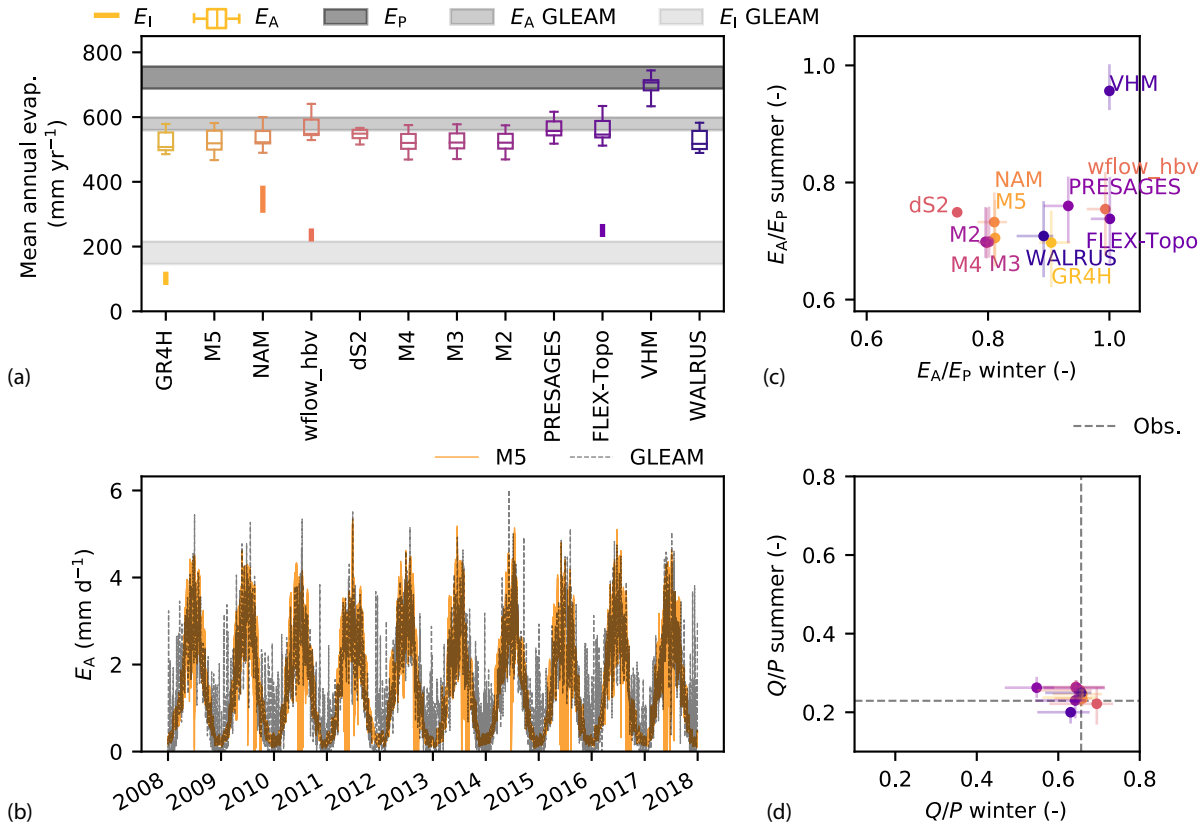 E_I E_A E_P E_A GLEAM E_I GLEAM
Mean annual evap.
(mm yr⁻¹)
800
600
400
200
0
GR4H
M5
NAM
wflow_hbv
dS2
M4
M3
M2
PRESAGES
FLEX-Topo
VHM
WALRUS
(a)
E_A/E_P summer (-)
1.0
0.8
0.6
VHM
wflow_hbv
PRESAGES
NAM
M5
dS2
M2
FLEX-Topo
WALRUS
M4 M3
GR4H
0.6 0.8 1.0
E_A/E_P winter (-)
(c)
M5 GLEAM
E_A (mm d⁻¹)
6
4
2
0
2008 2009 2010 2011 2012 2013 2014 2015 2016 2017 2018
(b)
Obs.
Q/P summer (-)
0.8
0.6
0.4
0.2
0.2 0.4 0.6 0.8
Q/P winter (-)
(d)